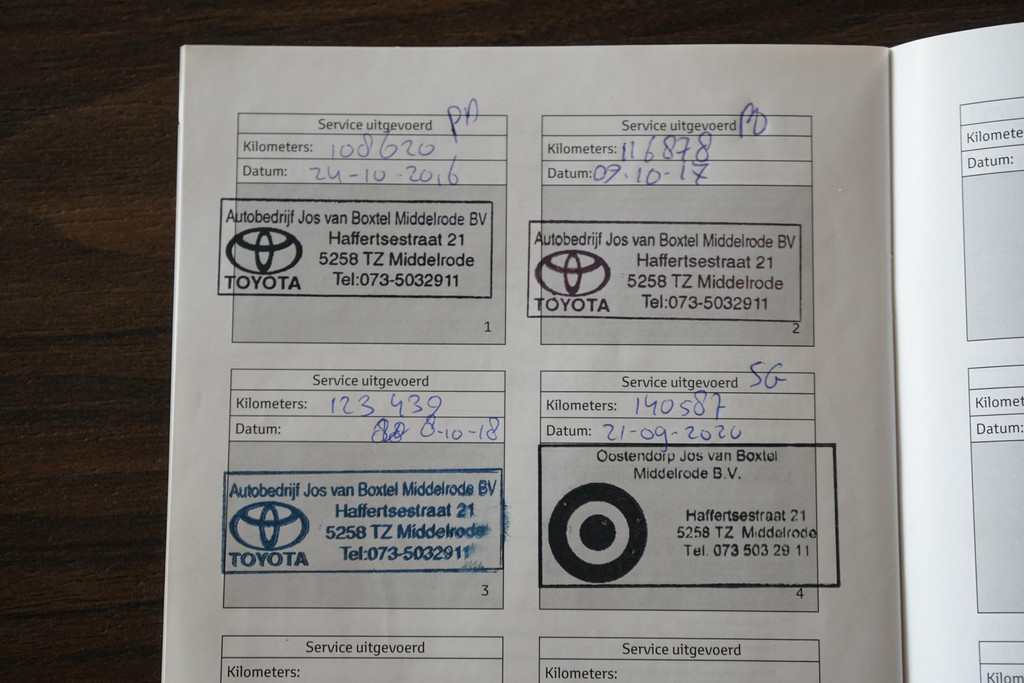 Service uitgevoerd
Kilometers: 108620
Datum: 24-10-2016
Autobedrijf Jos van Boxtel Middelrode BV
Haffertsestraat 21
5258 TZ Middelrode
TOYOTA
Tel:073-5032911
1
Service uitgevoerd
Kilometers: 116878
Datum: 09-10-17
Autobedrijf Jos van Boxtel Middelrode BV
Haffertsestraat 21
5258 TZ Middelrode
TOYOTA
Tel:073-5032911
2
Service uitgevoerd
Kilometers: 123439
Datum: 8-10-18
Autobedrijf Jos van Boxtel Middelrode BV
Haffertsestraat 21
5258 TZ Middelrode
TOYOTA
Tel:073-5032911
3
Service uitgevoerd SG
Kilometers: 140587
Datum: 21-09-2020
Oostendorp Jos van Boxtel
Middelrode B.V.
Haffertsestraat 21
5258 TZ Middelrode
Tel. 073 503 29 11
4
Service uitgevoerd
Kilometers:
Service uitgevoerd
Kilometers:
Kilomete
Datum:
Kilomet
Datum:
Kilom